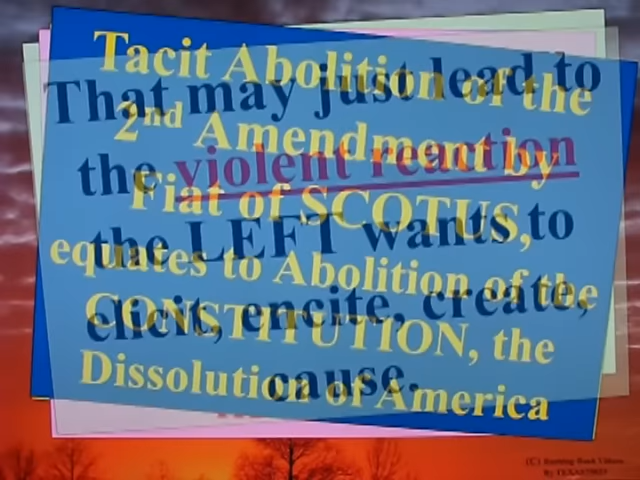 Tacit Abolition of the
2nd Amendment by
Fiat of SCOTUS,
equates to Abolition of the
CONSTITUTION, the
Dissolution of America
That may just lead to
the violent reaction
the LEFT wants to
elicit, encite, create,
cause.